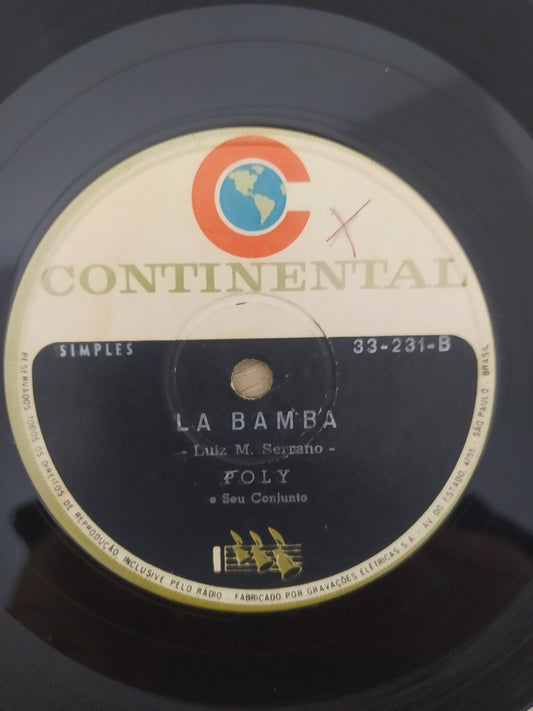 CONTINENTAL
SIMPLES 33-231-B
LA BAMBA
- Luiz M. Serrano -
POLY
e Seu Conjunto
RESERVADOS TODOS OS DIREITOS DE REPRODUÇÃO, INCLUSIVE PELO RÁDIO - FABRICADO POR GRAVAÇÕES ELÉTRICAS S.A. - AV. DO ESTADO, 4755 - SÃO PAULO - BRASIL